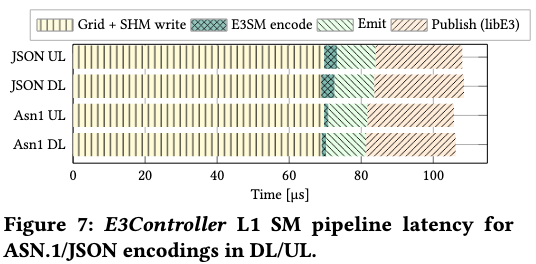 Grid + SHM write E3SM encode Emit Publish (libE3)
JSON UL
JSON DL
Asn1 UL
Asn1 DL
0 20 40 60 80 100
Time [µs]
Figure 7: E3Controller L1 SM pipeline latency for
ASN.1/JSON encodings in DL/UL.